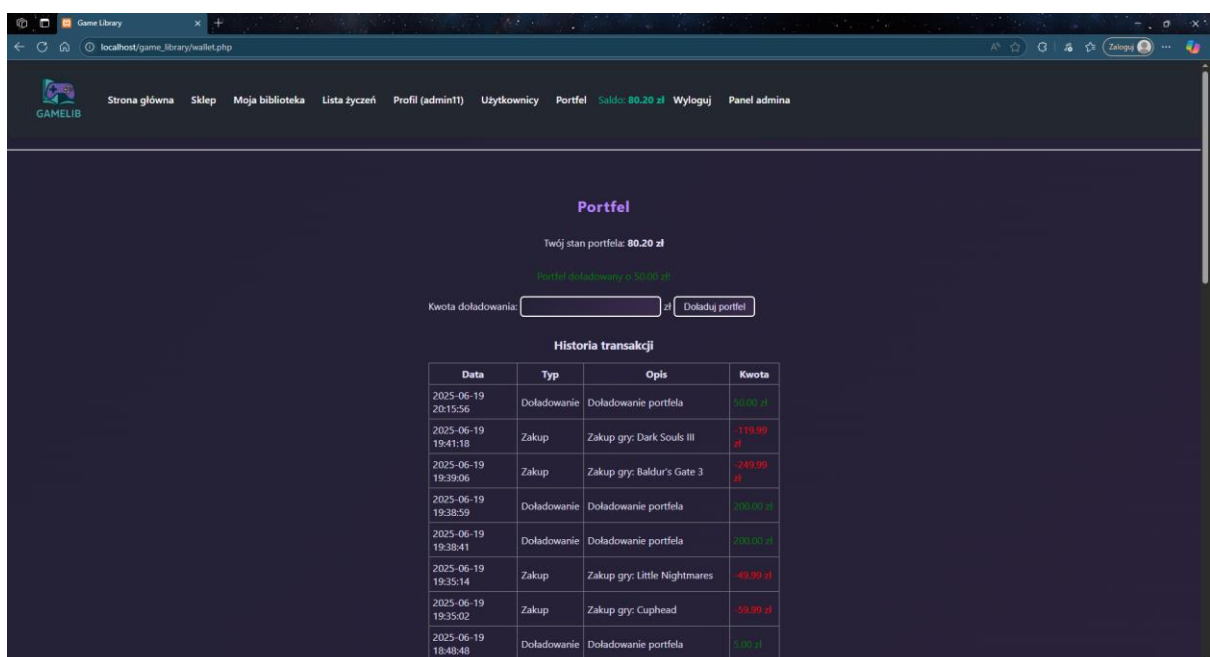 Game Library
localhost/game_library/wallet.php
Zaloguj
GAMELIB
Strona główna Sklep Moja biblioteka Lista życzeń Profil (admin11) Użytkownicy Portfel Saldo: 80.20 zł Wyloguj Panel admina
Portfel
Twój stan portfela: 80.20 zł
Portfel doładowany o 50.00 zł!
Kwota doładowania: zł Doładuj portfel
Historia transakcji
Data Typ Opis Kwota
2025-06-19
20:15:56 Doładowanie Doładowanie portfela 50.00 zł
2025-06-19
19:41:18 Zakup Zakup gry: Dark Souls III -119.99
zł
2025-06-19
19:39:06 Zakup Zakup gry: Baldur's Gate 3 -249.99
zł
2025-06-19
19:38:59 Doładowanie Doładowanie portfela 200.00 zł
2025-06-19
19:38:41 Doładowanie Doładowanie portfela 200.00 zł
2025-06-19
19:35:14 Zakup Zakup gry: Little Nightmares -49.99 zł
2025-06-19
19:35:02 Zakup Zakup gry: Cuphead -59.99 zł
2025-06-19
18:48:48 Doładowanie Doładowanie portfela 5.00 zł